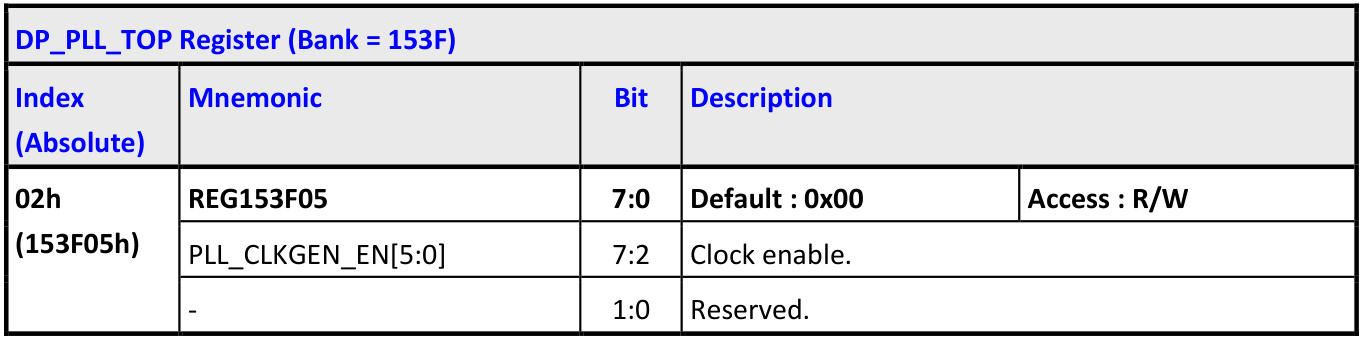 DP_PLL_TOP Register (Bank = 153F)
Index (Absolute) Mnemonic Bit Description
02h (153F05h) REG153F05 7:0 Default : 0x00 Access : R/W
PLL_CLKGEN_EN[5:0] 7:2 Clock enable.
- 1:0 Reserved.